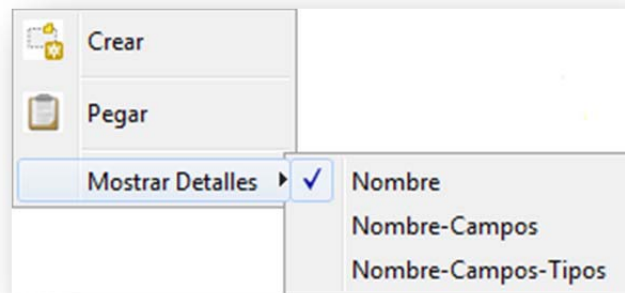 Crear
Pegar
Mostrar Detalles
Nombre
Nombre-Campos
Nombre-Campos-Tipos